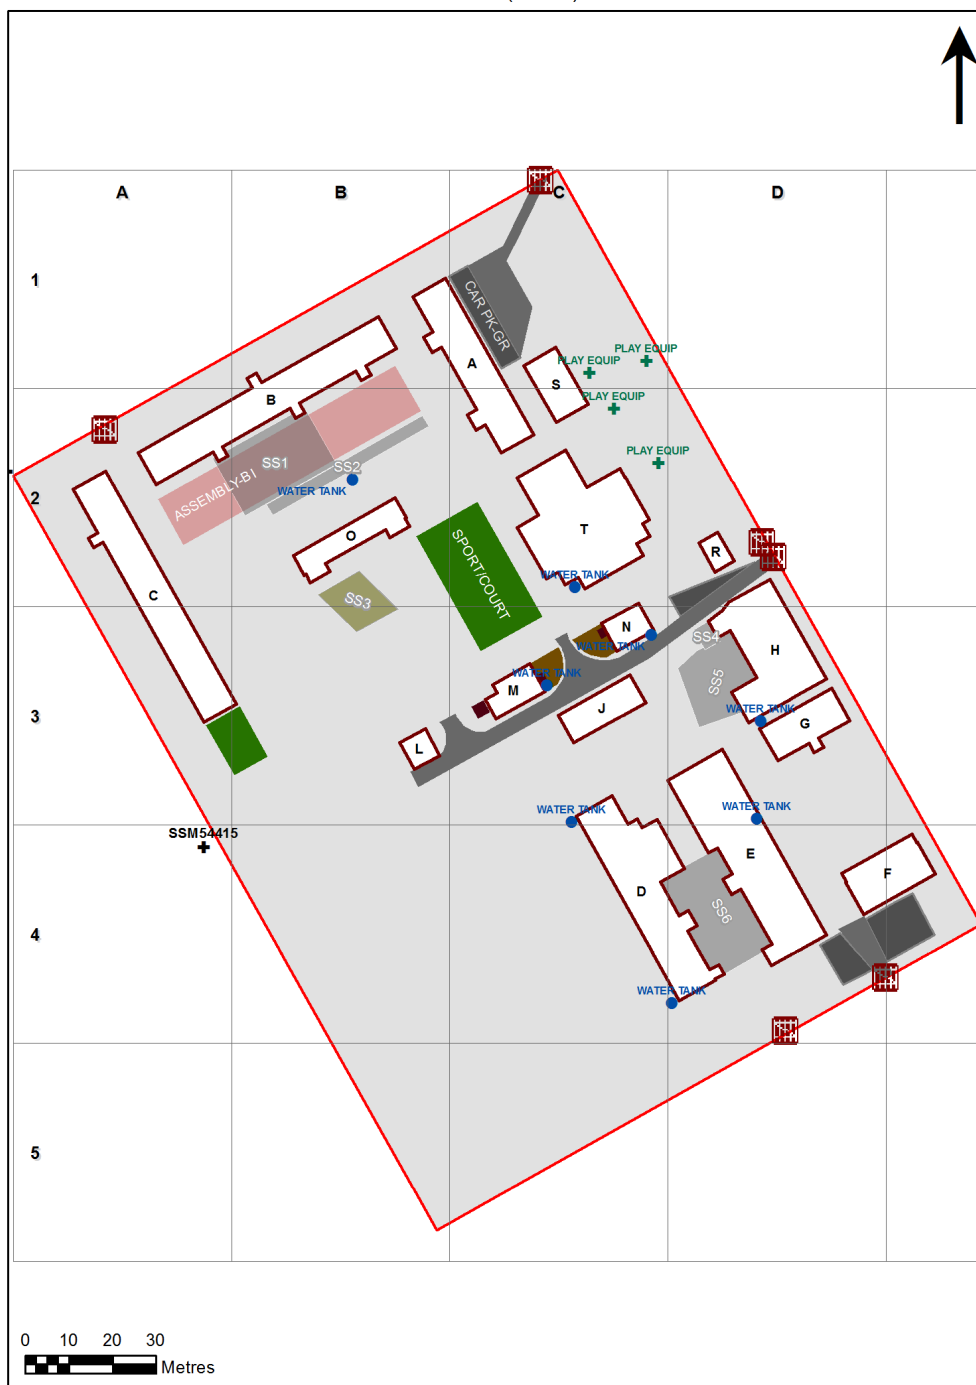 A B C D
1
CAR PK-GR
PLAY EQUIP
PLAY EQUIP
A
S
PLAY EQUIP
B
PLAY EQUIP
SS1
SS2
ASSEMBLY-B1
WATER TANK
2
O
T
SPORT/COURT
R
WATER TANK
C
SS3
N
SS4
WATER TANK
H
WATER TANK
SS5
M
J
3
WATER TANK
G
L
WATER TANK
WATER TANK
SSM54415
E
F
D
SS6
4
WATER TANK
5
0 10 20 30
Metres